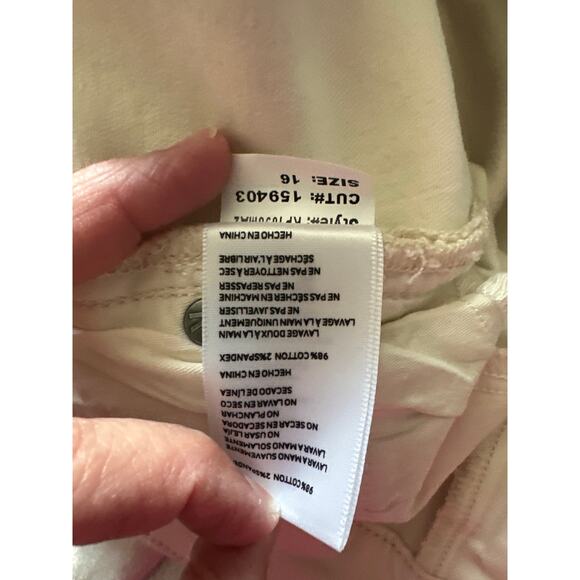 98% COTTON 2%SPANDEX
LAVAR A MANO SUAVEMENTE
LAVAR A MANO SOLAMENTE
NO USAR LEJÍA
NO SECAR EN SECADORA
NO PLANCHAR
NO LAVAR EN SECO
SECADO DE LÍNEA
HECHO EN CHINA
98% COTTON 2%SPANDEX
LAVAGE DOUX À LA MAIN
LAVAGE À LA MAIN UNIQUEMENT
NE PAS JAVELLISER
NE PAS SÉCHER EN MACHINE
NE PAS REPASSER
NE PAS NETTOYER À SEC
SÉCHAGE À L'AIR LIBRE
HECHO EN CHINA
Style#:
CUT#: 159403
SIZE: 16